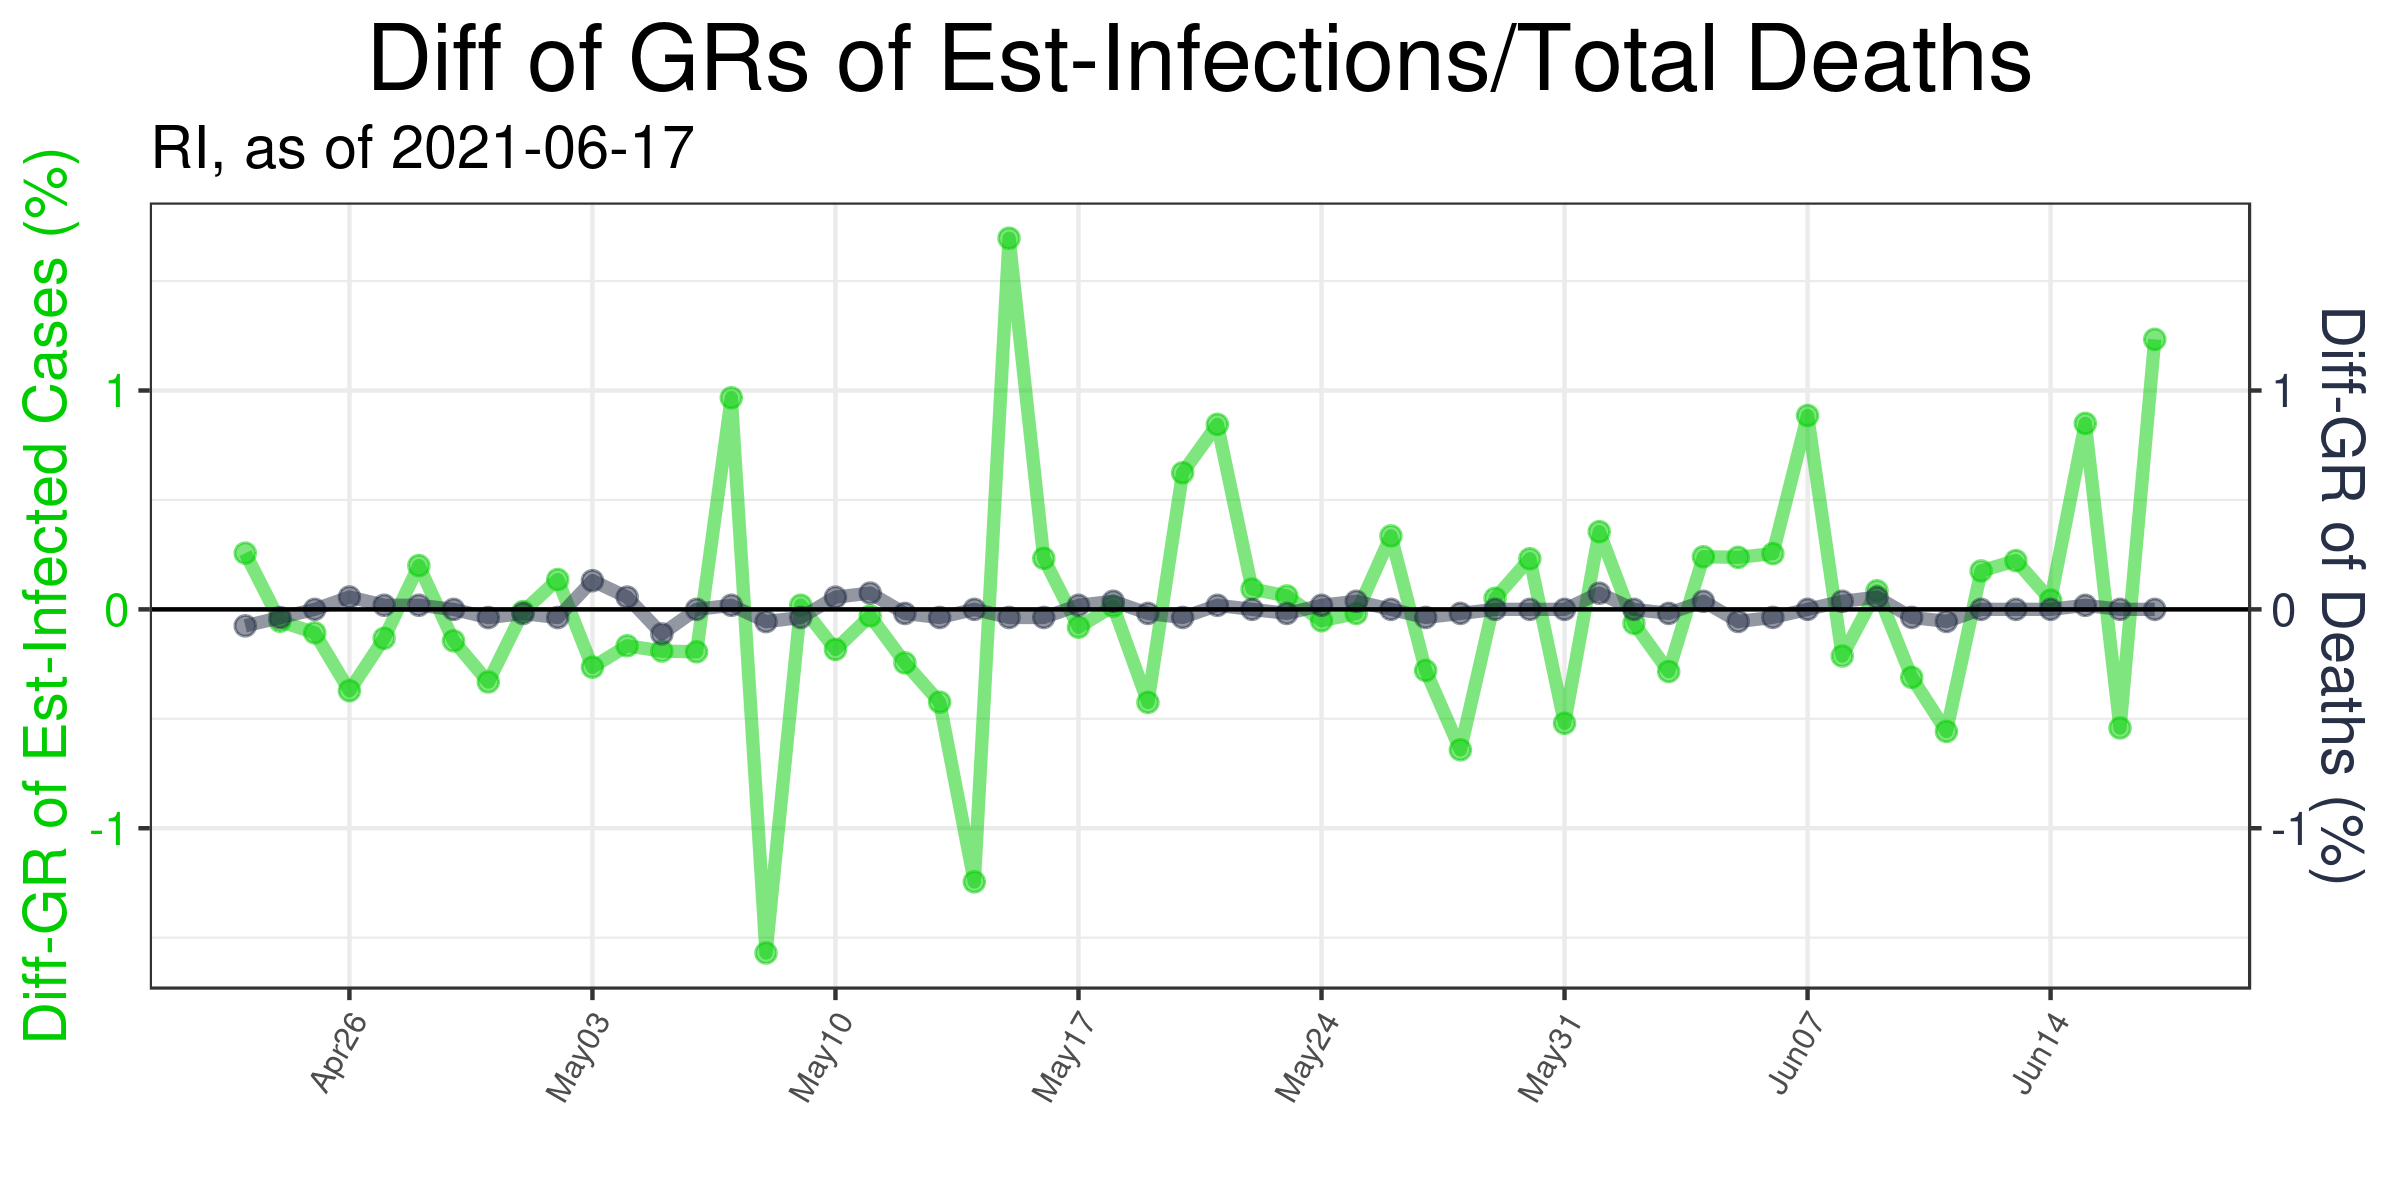 Diff of GRs of Est-Infections/Total Deaths
RI, as of 2021-06-17
Diff-GR of Est-Infected Cases (%)
1
0
-1
1
0
-1
Diff-GR of Deaths (%)
Apr26
May03
May10
May17
May24
May31
Jun07
Jun14